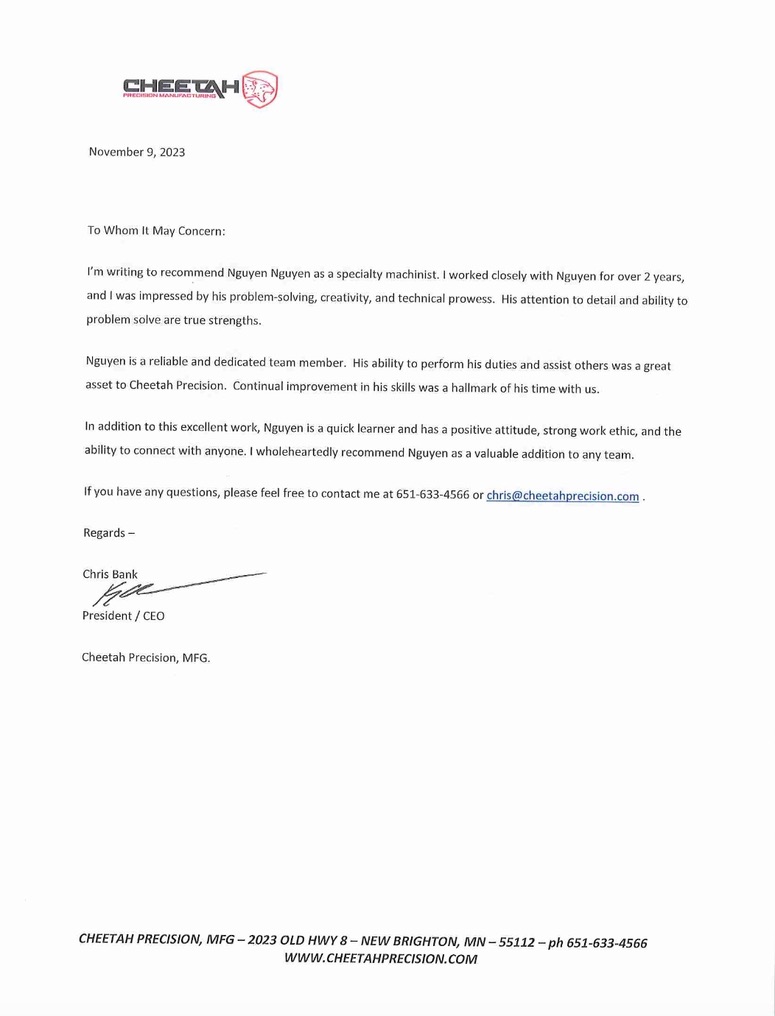 CHEETAH
PRECISION MANUFACTURING
November 9, 2023
To Whom It May Concern:
I'm writing to recommend Nguyen Nguyen as a specialty machinist. I worked closely with Nguyen for over 2 years,
and I was impressed by his problem-solving, creativity, and technical prowess. His attention to detail and ability to
problem solve are true strengths.
Nguyen is a reliable and dedicated team member. His ability to perform his duties and assist others was a great
asset to Cheetah Precision. Continual improvement in his skills was a hallmark of his time with us.
In addition to this excellent work, Nguyen is a quick learner and has a positive attitude, strong work ethic, and the
ability to connect with anyone. I wholeheartedly recommend Nguyen as a valuable addition to any team.
If you have any questions, please feel free to contact me at 651-633-4566 or chris@cheetahprecision.com .
Regards –
Chris Bank
President / CEO
Cheetah Precision, MFG.
CHEETAH PRECISION, MFG – 2023 OLD HWY 8 – NEW BRIGHTON, MN – 55112 – ph 651-633-4566
WWW.CHEETAHPRECISION.COM